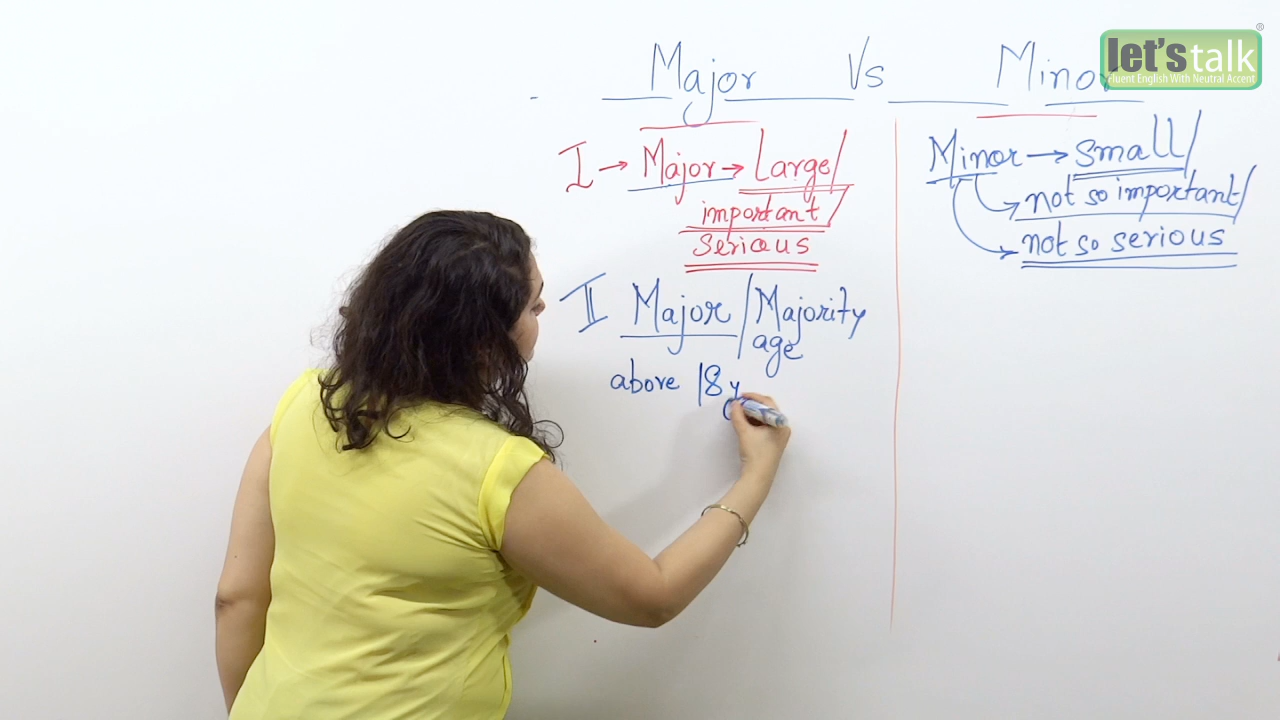 let's talk ®
Fluent English With Neutral Accent
Major Vs Minor
I → Major → Large/
important/
Serious
II Major/Majority
age
above 18 y
Minor → small/
not so important/
not so serious